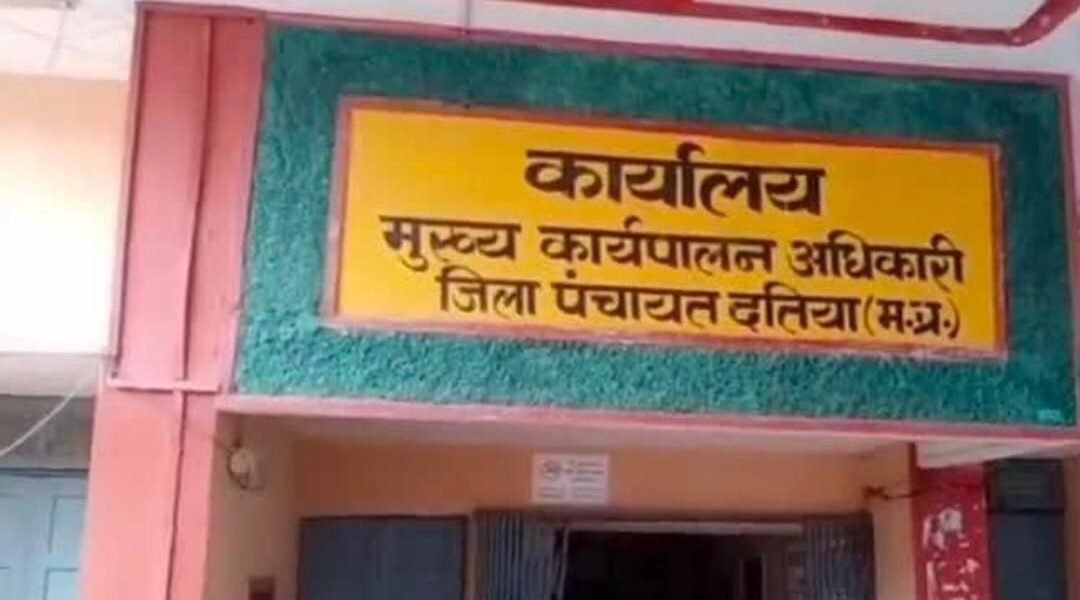 कार्यालय
मुख्य कार्यपालन अधिकारी
जिला पंचायत दतिया (म.प्र.)